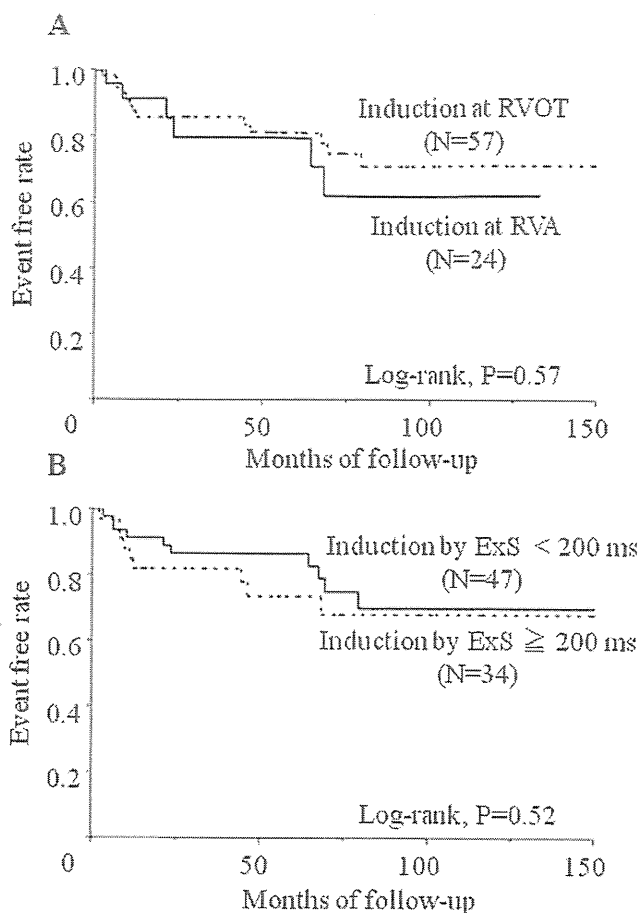 A
1.0
0.8
0.6
0.4
0.2
0
Event free rate
Induction at RVOT
(N=57)
Induction at RVA
(N=24)
Log-rank, P=0.57
50
100
150
Months of follow-up
B
1.0
0.8
0.6
0.4
0.2
0
Event free rate
Induction by ExS < 200 ms
(N=47)
Induction by ExS ≧ 200 ms
(N=34)
Log-rank, P=0.52
50
100
150
Months of follow-up